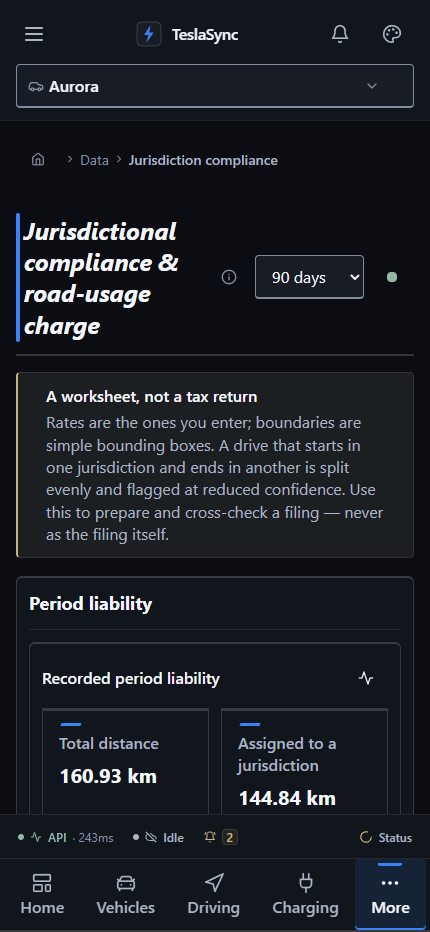 TeslaSync
Aurora
Data
Jurisdiction compliance
Jurisdictional
compliance &
road-usage
charge
90 days
A worksheet, not a tax return
Rates are the ones you enter; boundaries are
simple bounding boxes. A drive that starts in
one jurisdiction and ends in another is split
evenly and flagged at reduced confidence. Use
this to prepare and cross-check a filing — never
as the filing itself.
Period liability
Recorded period liability
Total distance
160.93 km
Assigned to a
jurisdiction
144.84 km
API · 243ms
Idle
2
Status
Home
Vehicles
Driving
Charging
More